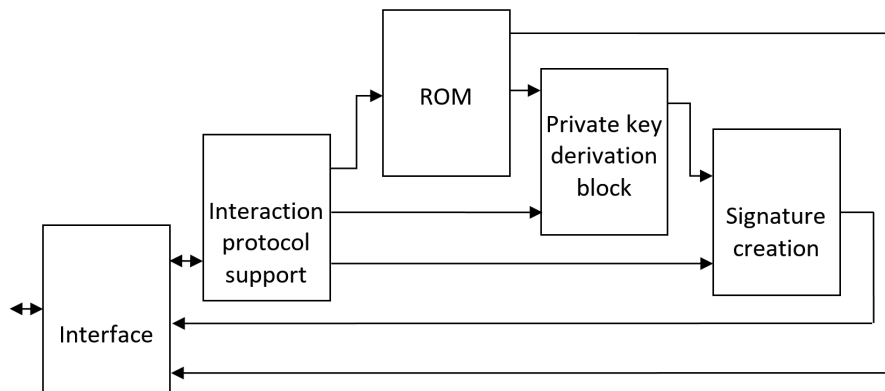 ROM
Private key
derivation
block
Interaction
protocol
support
Signature
creation
Interface